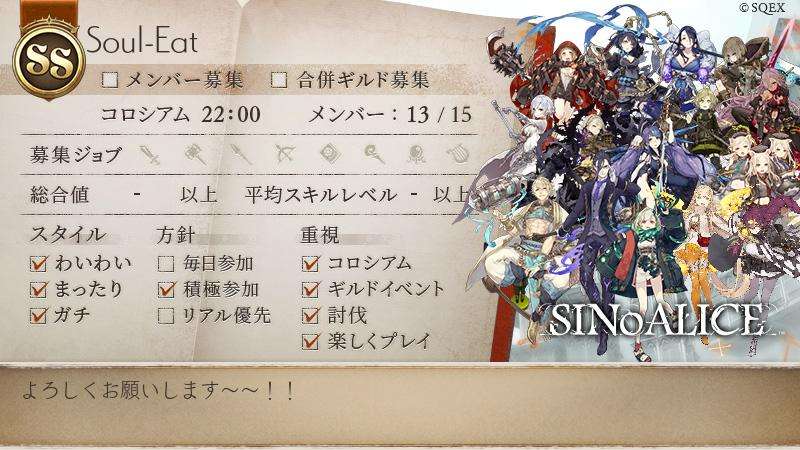 © SQEX
SS
Soul-Eat
メンバー募集 合併ギルド募集
コロシアム 22:00 メンバー : 13 / 15
募集ジョブ
総合値 - 以上 平均スキルレベル - 以上
スタイル 方針 重視
わいわい 毎日参加 コロシアム
まったり 積極参加 ギルドイベント
ガチ リアル優先 討伐
楽しくプレイ
SINoALICE
よろしくお願いします〜〜！！